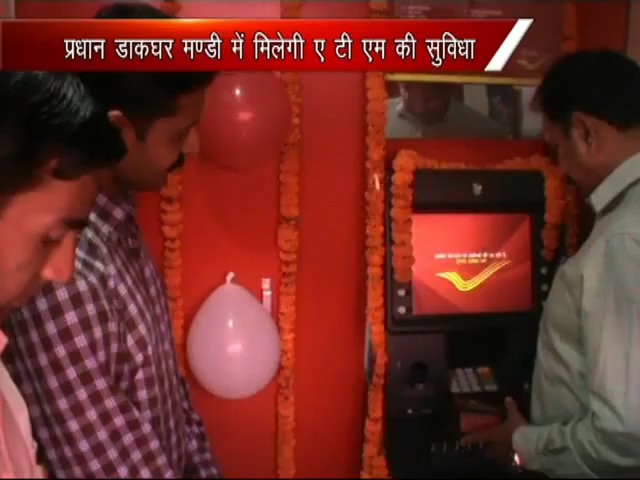 प्रधान डाकघर मण्डी में मिलेगी ए टी एम की सुविधा